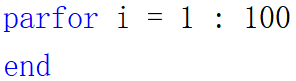 parfor i = 1 : 100
end